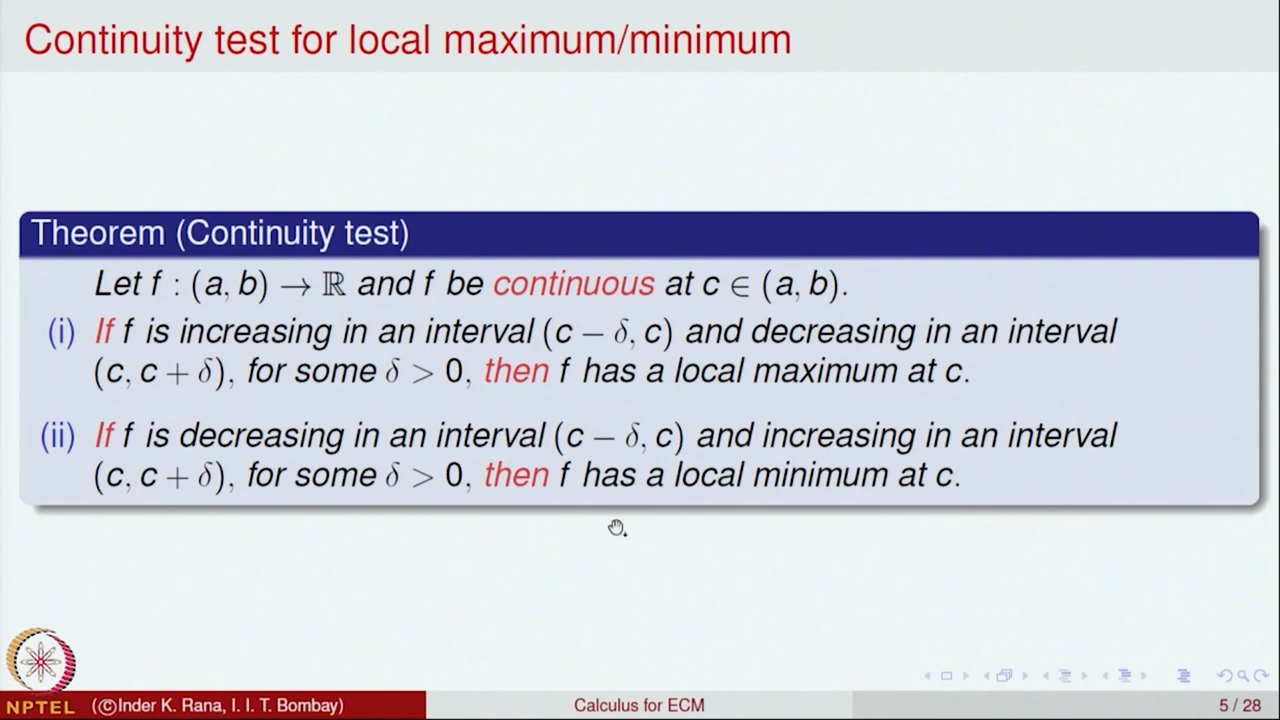 Continuity test for local maximum/minimum
Theorem (Continuity test)
Let f : (a, b) → ℝ and f be continuous at c ∈ (a, b).
(i) If f is increasing in an interval (c − δ, c) and decreasing in an interval
(c, c + δ), for some δ > 0, then f has a local maximum at c.
(ii) If f is decreasing in an interval (c − δ, c) and increasing in an interval
(c, c + δ), for some δ > 0, then f has a local minimum at c.
NPTEL (©Inder K. Rana, I. I. T. Bombay) Calculus for ECM 5 / 28